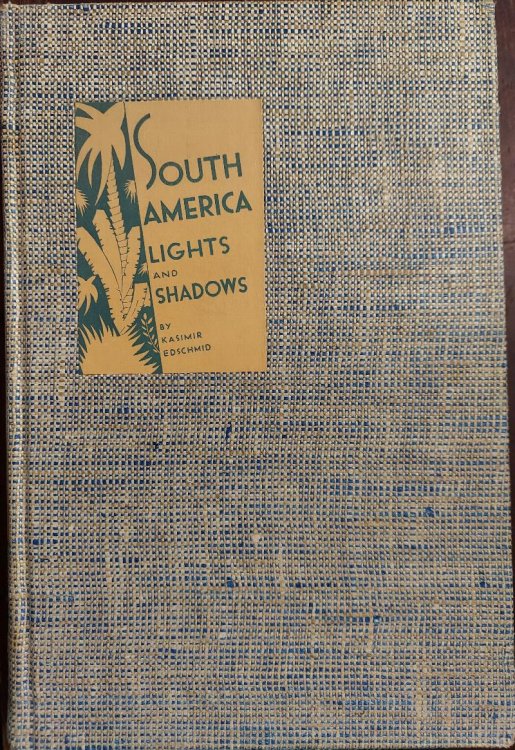 SOUTH
AMERICA
LIGHTS
AND
SHADOWS
BY
KASIMIR
EDSCHMID